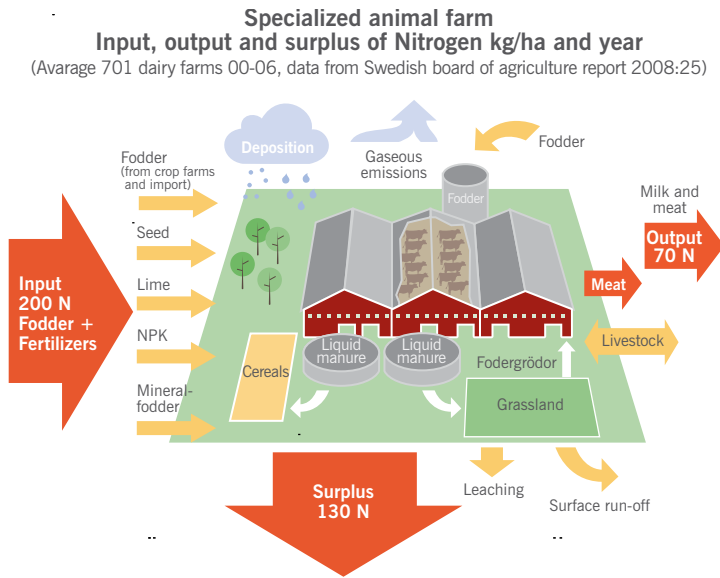 Specialized animal farm
Input, output and surplus of Nitrogen kg/ha and year
(Avarage 701 dairy farms 00-06, data from Swedish board of agriculture report 2008:25)
Deposition
Gaseous
emissions
Fodder
Fodder
(from crop farms
and import)
Fodder
Milk and
meat
Output
70 N
Seed
Input
200 N
Fodder +
Fertilizers
Lime
Meat
NPK
Liquid
manure
Liquid
manure
Livestock
Cereals
Fodergrödor
Mineral-
fodder
Grassland
Surplus
130 N
Leaching
Surface run-off